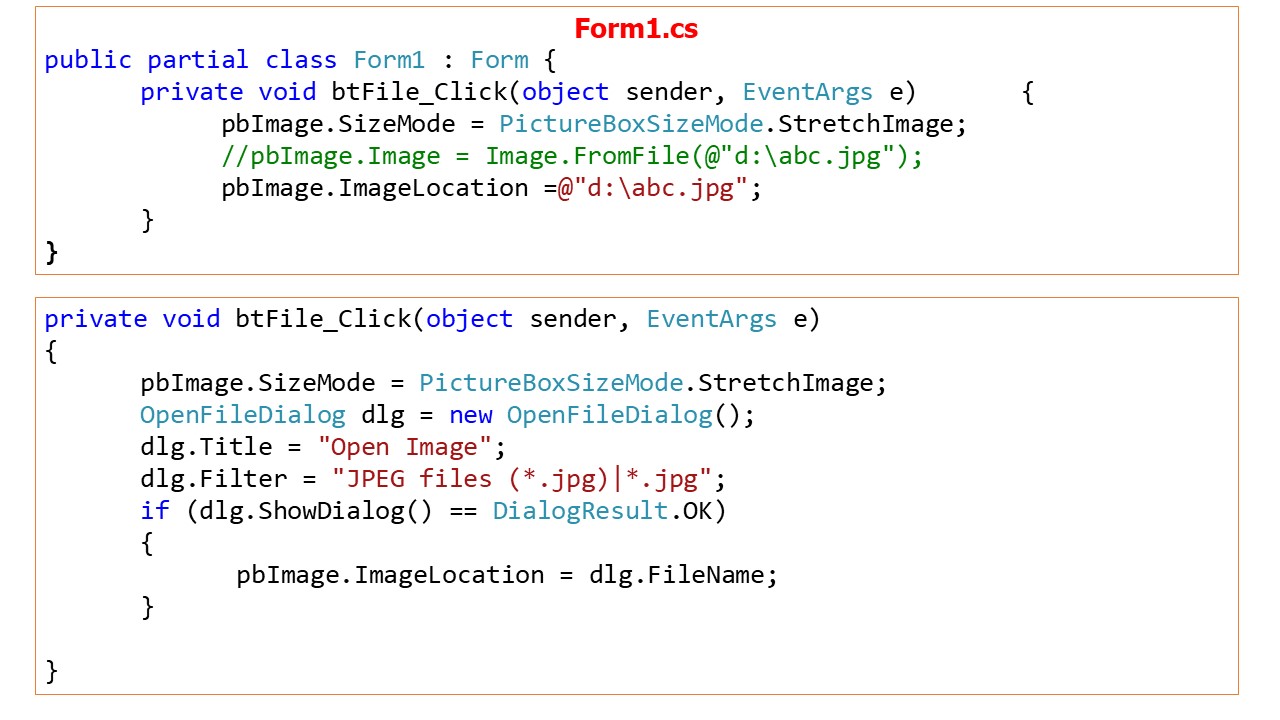 Form1.cs
public partial class Form1 : Form {
private void btFile_Click(object sender, EventArgs e) {
pbImage.SizeMode = PictureBoxSizeMode.StretchImage;
//pbImage.Image = Image.FromFile(@"d:\abc.jpg");
pbImage.ImageLocation =@"d:\abc.jpg";
}
}
private void btFile_Click(object sender, EventArgs e)
{
pbImage.SizeMode = PictureBoxSizeMode.StretchImage;
OpenFileDialog dlg = new OpenFileDialog();
dlg.Title = "Open Image";
dlg.Filter = "JPEG files (*.jpg)|*.jpg";
if (dlg.ShowDialog() == DialogResult.OK)
{
pbImage.ImageLocation = dlg.FileName;
}
}